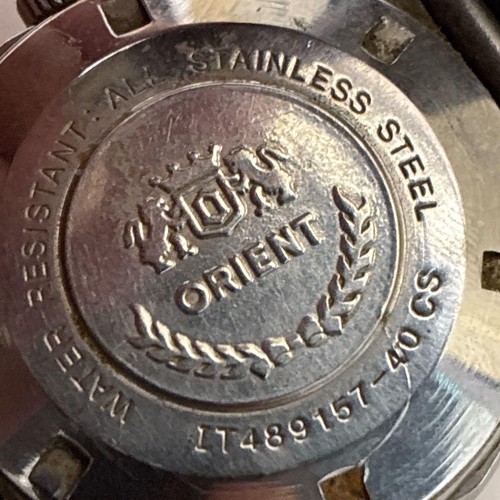 WATER RESISTANT: ALL STAINLESS STEEL
ORIENT
IT489157-40 CS